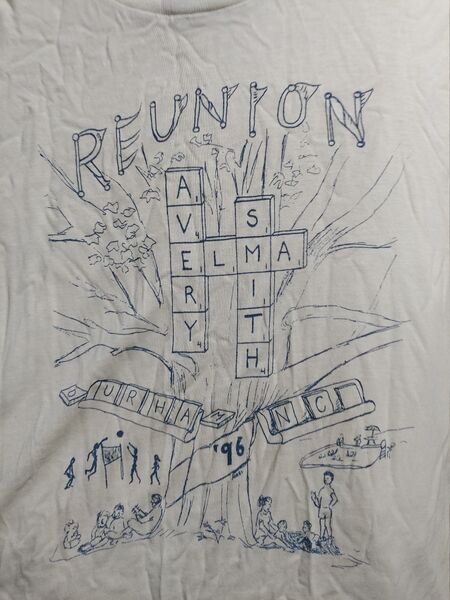 REUNION
AVERY
ELMA
SMITH
DURHAM NC
'96